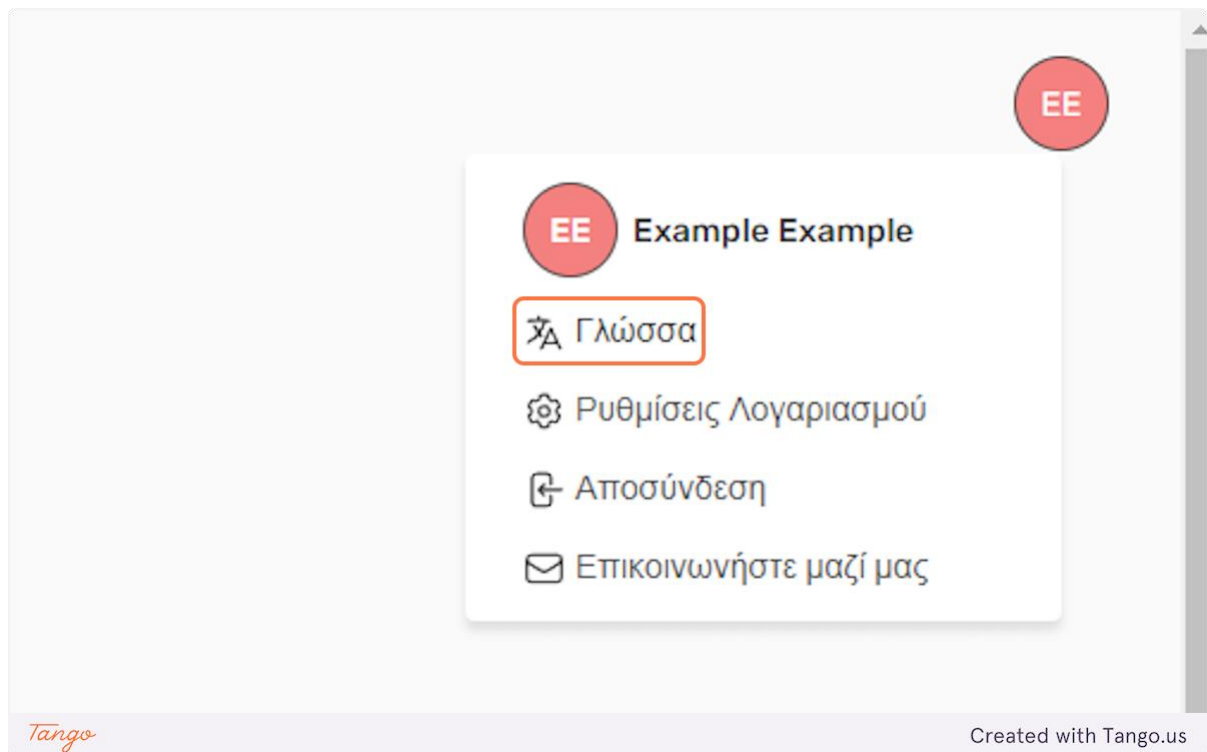 EE
EE Example Example
Γλώσσα
Ρυθμίσεις Λογαριασμού
Αποσύνδεση
Επικοινωνήστε μαζί μας
Tango Created with Tango.us